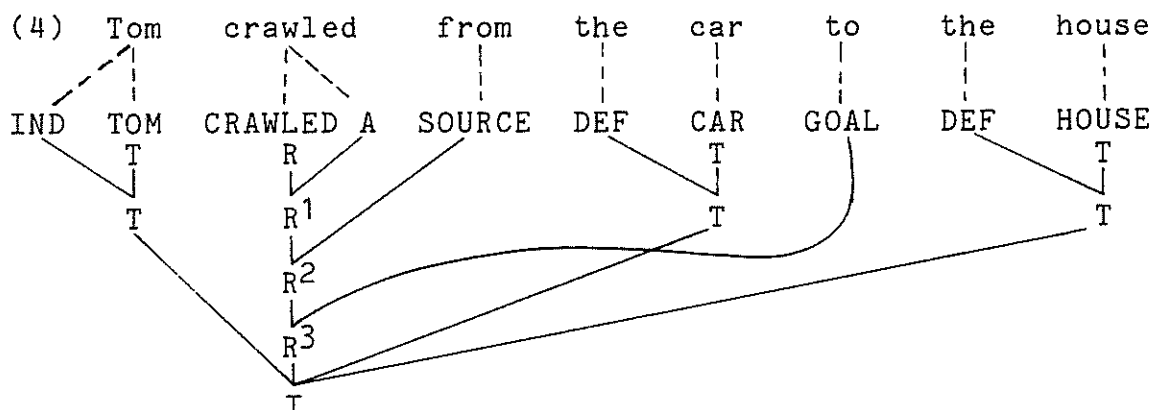 (4) Tom crawled from the car to the house
IND TOM CRAWLED A SOURCE DEF CAR GOAL DEF HOUSE
T R T T
T R1 T T
R2
R3
T